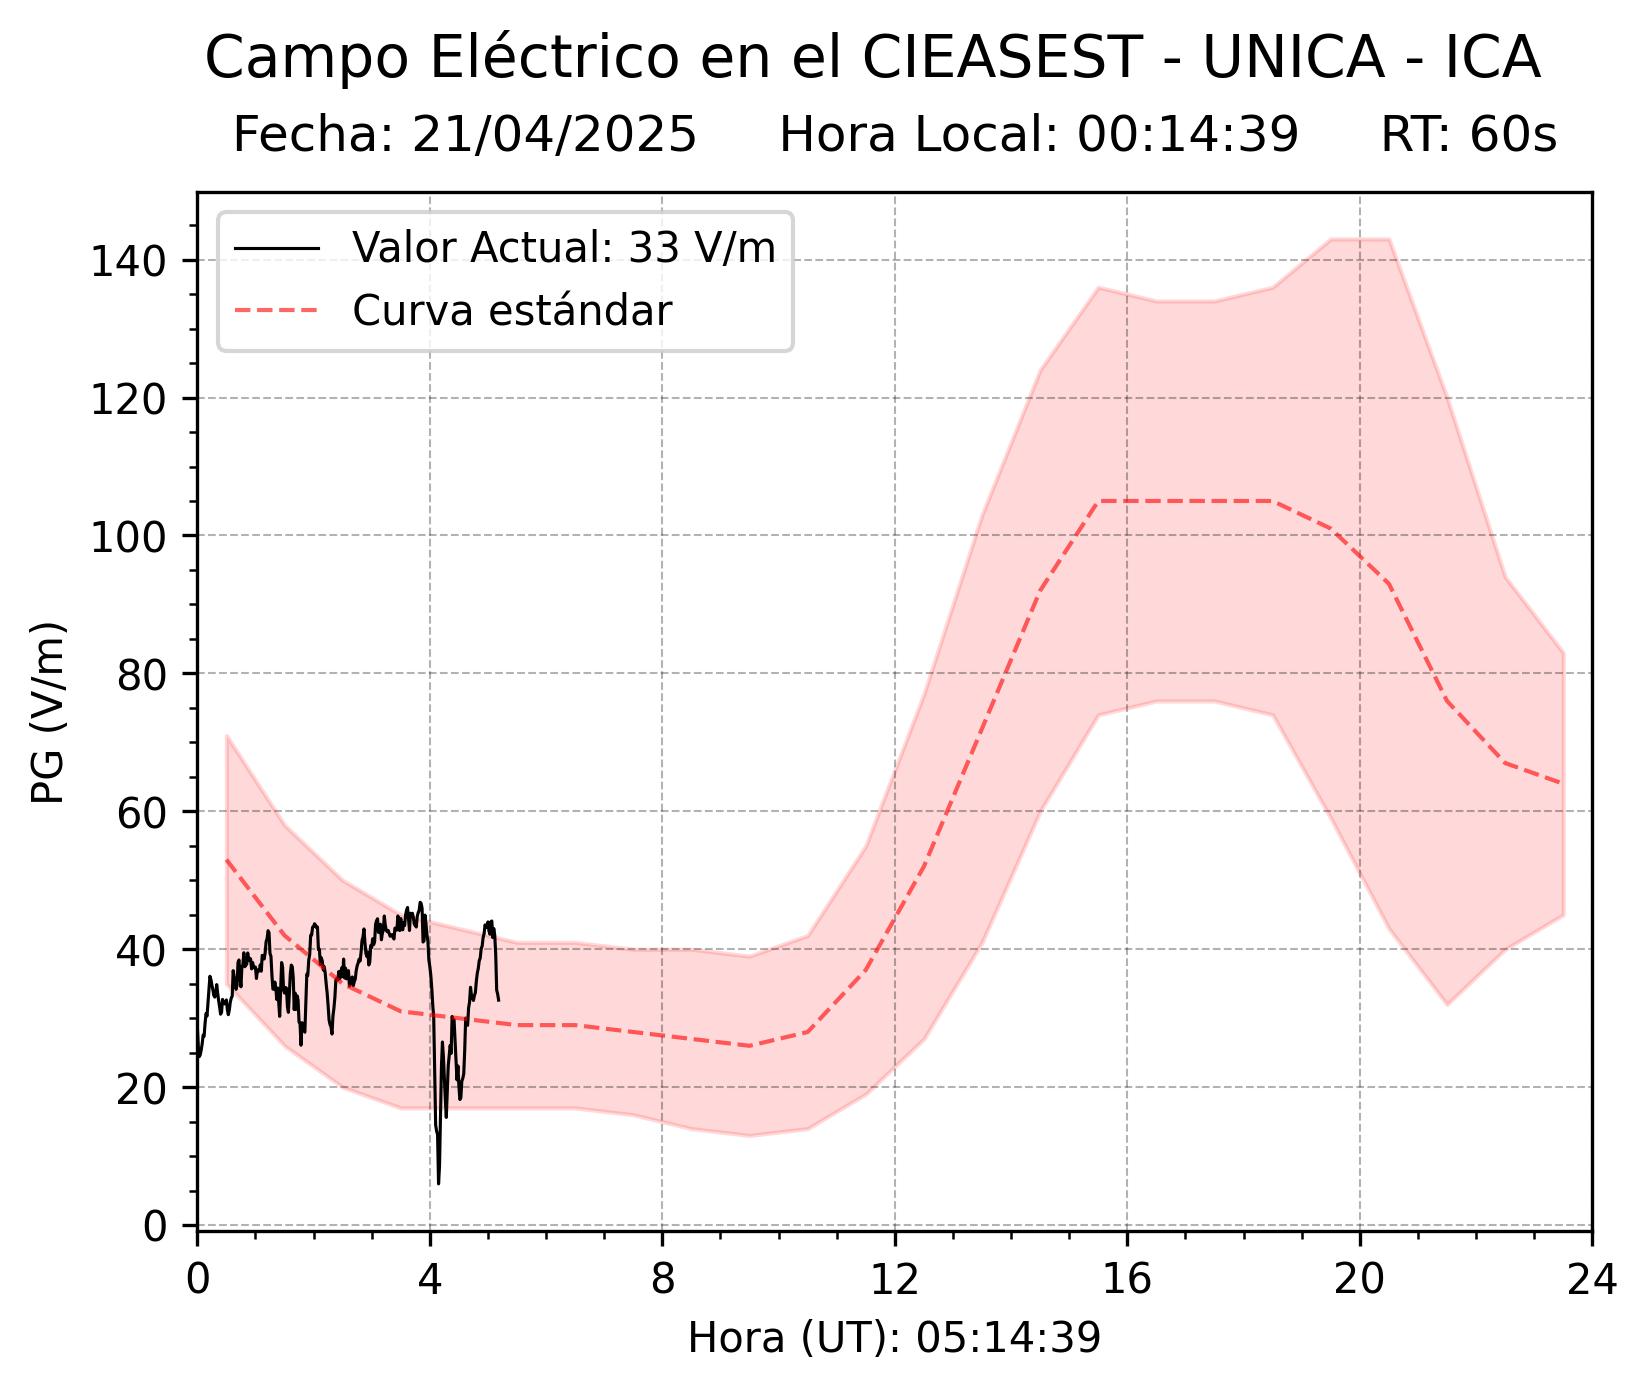 Campo Eléctrico en el CIEASEST - UNICA - ICA
Fecha: 21/04/2025 Hora Local: 00:14:39 RT: 60s
Valor Actual: 33 V/m
Curva estándar
PG (V/m)
140
120
100
80
60
40
20
0
0 4 8 12 16 20 24
Hora (UT): 05:14:39